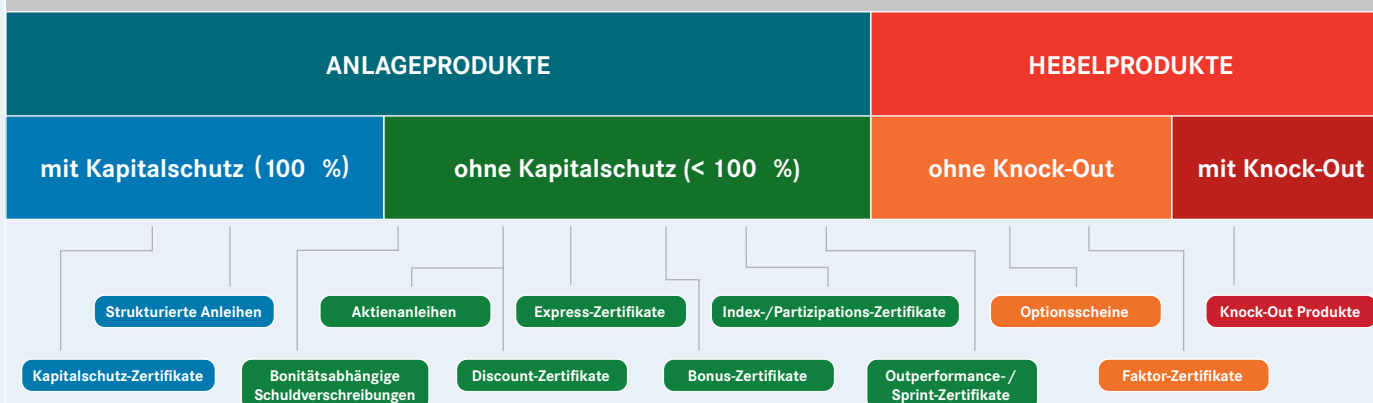 ANLAGEPRODUKTE
HEBELPRODUKTE
mit Kapitalschutz (100 %)
ohne Kapitalschutz (< 100 %)
ohne Knock-Out
mit Knock-Out
Strukturierte Anleihen
Aktienanleihen
Express-Zertifikate
Index-/Partizipations-Zertifikate
Optionsscheine
Knock-Out Produkte
Kapitalschutz-Zertifikate
Bonitätsabhängige
Schuldverschreibungen
Discount-Zertifikate
Bonus-Zertifikate
Outperformance-/
Sprint-Zertifikate
Faktor-Zertifikate